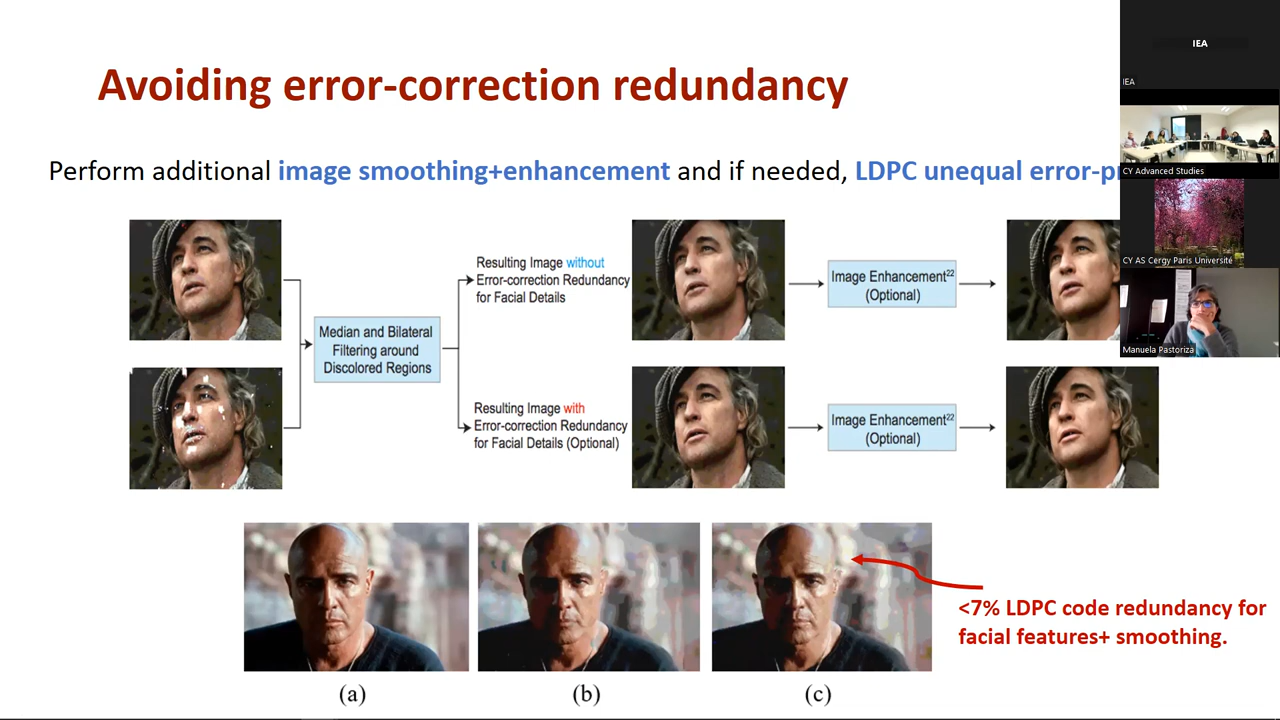 Avoiding error-correction redundancy
Perform additional image smoothing+enhancement and if needed, LDPC unequal error-pr
Median and Bilateral
Filtering around
Discolored Regions
Resulting Image without
Error-correction Redundancy
for Facial Details
Image Enhancement22
(Optional)
Resulting Image with
Error-correction Redundancy
for Facial Details (Optional)
Image Enhancement22
(Optional)
<7% LDPC code redundancy for
facial features+ smoothing.
(a)
(b)
(c)
IEA
IEA
CY Advanced Studies
CY AS Cergy Paris Université
Manuela Pastoriza